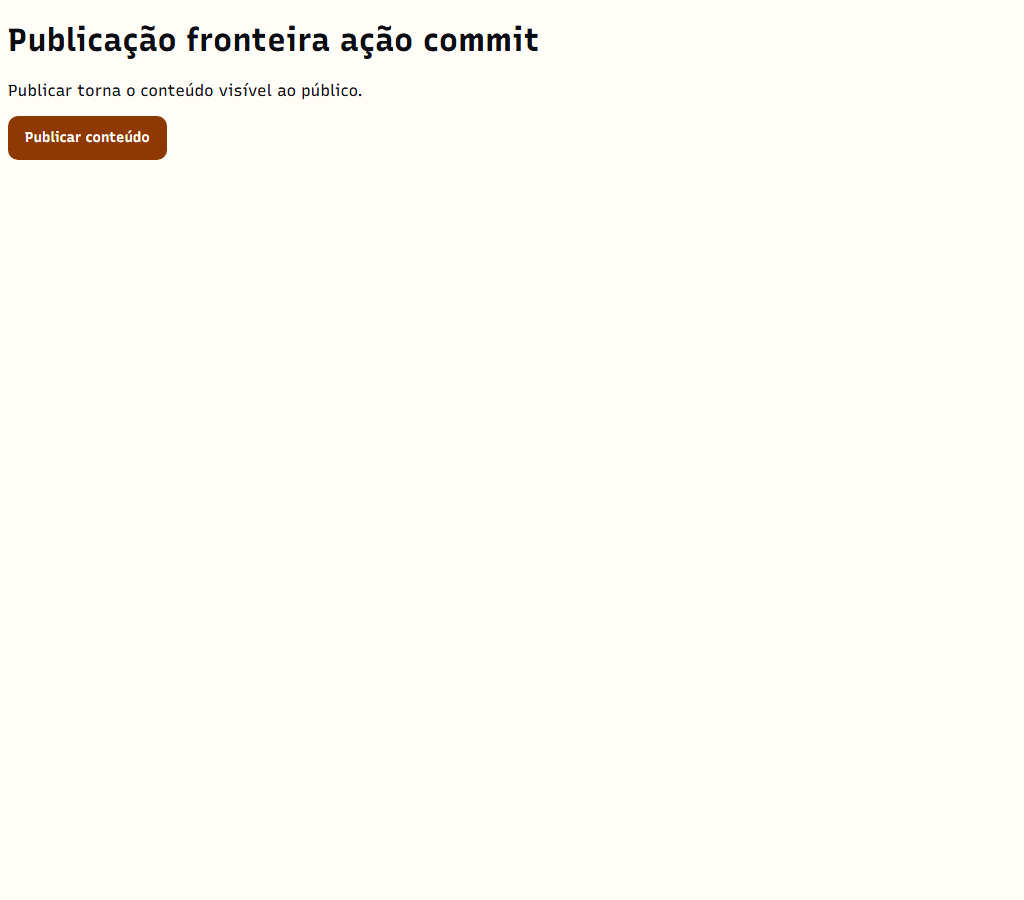 Publicação fronteira ação commit
Publicar torna o conteúdo visível ao público.
Publicar conteúdo